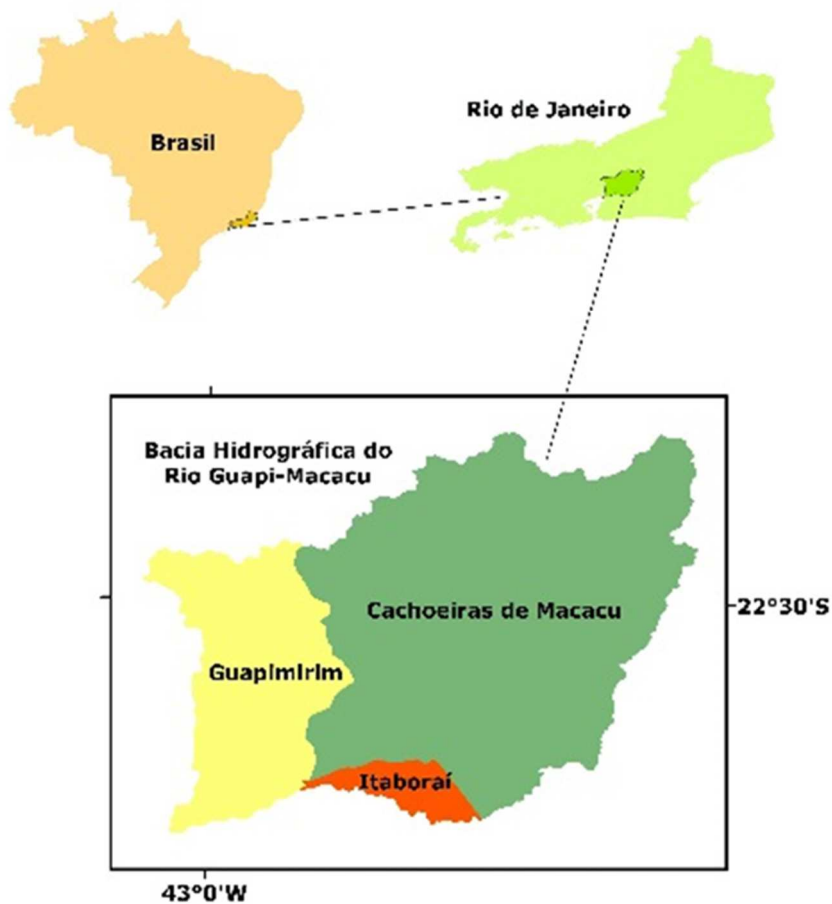 Brasil
Rio de Janeiro
Bacia Hidrográfica do
Rio Guapi-Macacu
Cachoeiras de Macacu
22°30'S
Guapimirim
Itaboraí
43°0'W